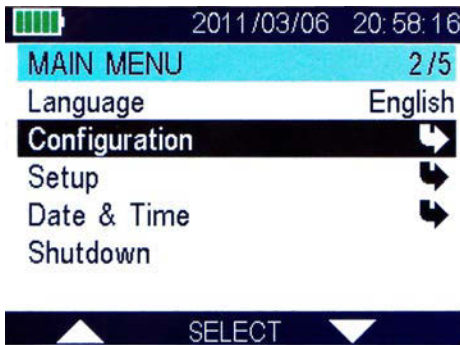 2011/03/06 20:58:16
MAIN MENU 2/5
Language English
Configuration
Setup
Date & Time
Shutdown
SELECT